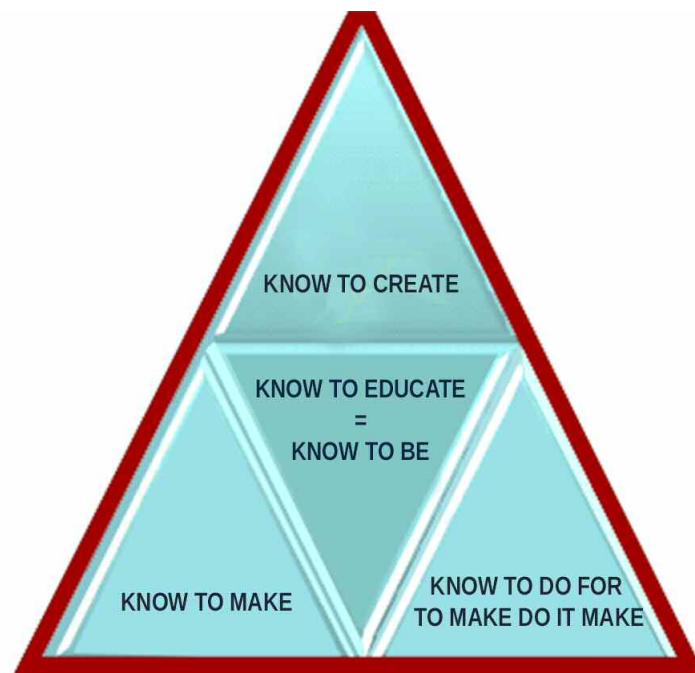 KNOW TO CREATE
KNOW TO EDUCATE
=
KNOW TO BE
KNOW TO MAKE
KNOW TO DO FOR
TO MAKE DO IT MAKE